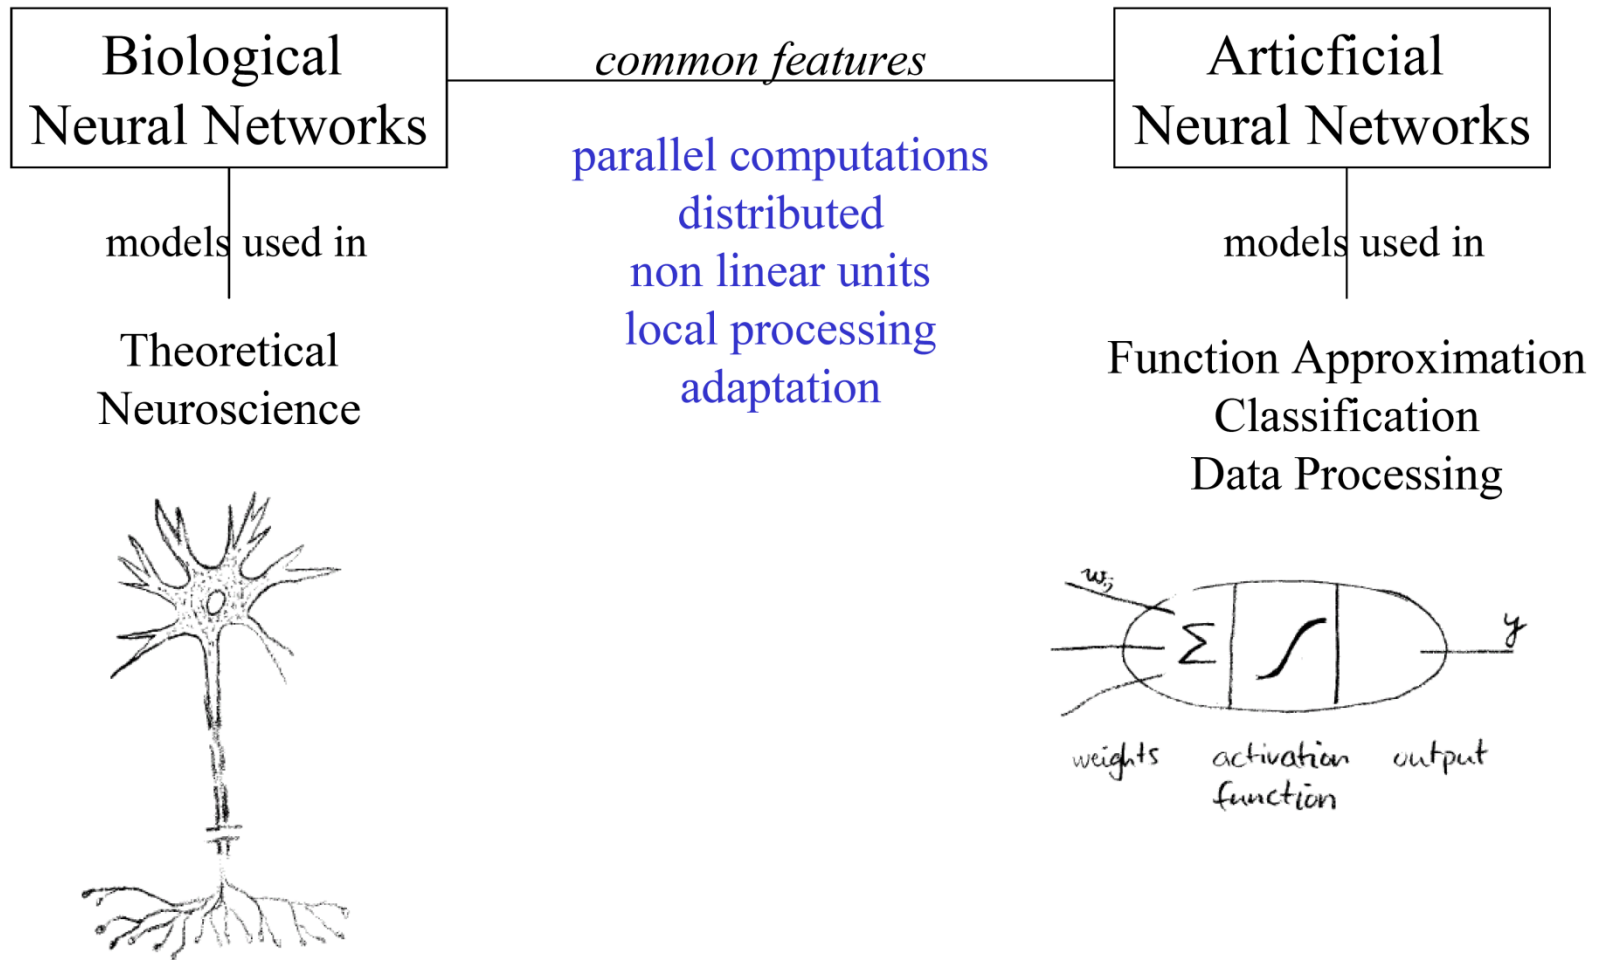 Biological
Neural Networks
common features
Articficial
Neural Networks
parallel computations
distributed
non linear units
local processing
adaptation
models used in
Theoretical
Neuroscience
models used in
Function Approximation
Classification
Data Processing
wij
Σ
y
weights
activation
function
output